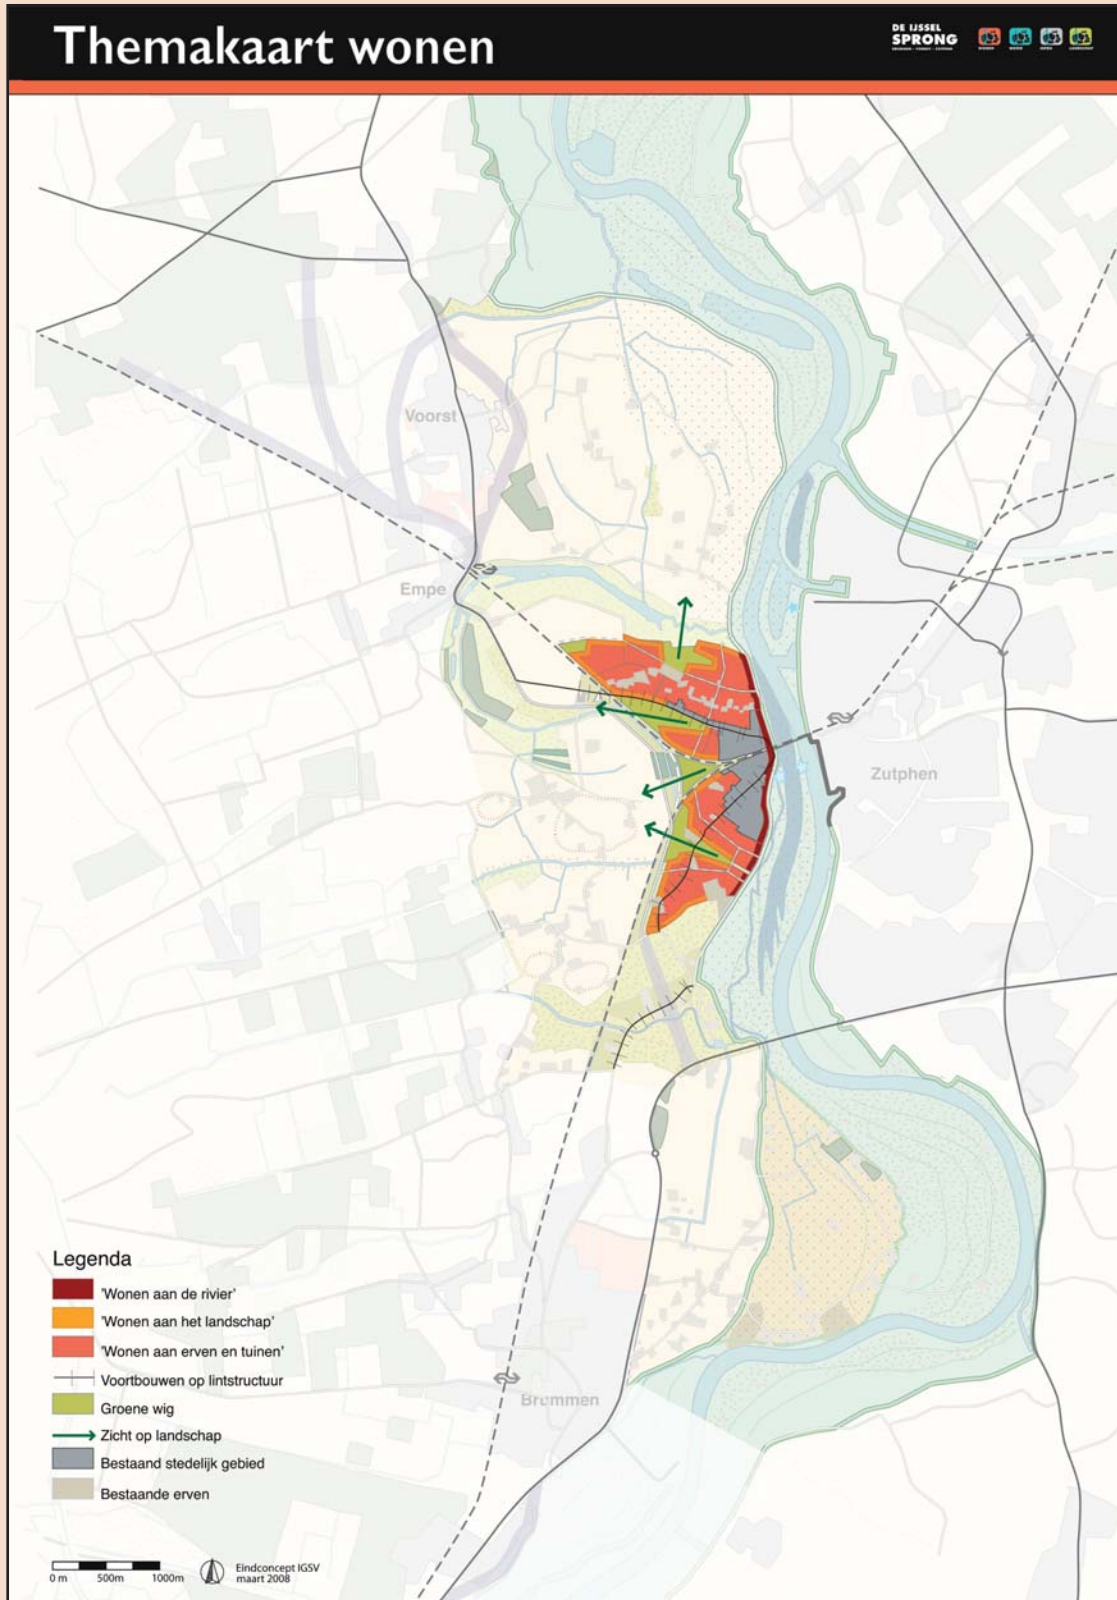 Themakaart wonen
DE IJSSEL
SPRONG
Voorst
Empe
Zutphen
Brummen
Legenda
'Wonen aan de rivier'
'Wonen aan het landschap'
'Wonen aan erven en tuinen'
Voortbouwen op lintstructuur
Groene wig
Zicht op landschap
Bestaand stedelijk gebied
Bestaande erven
0 m 500m 1000m
Eindconcept IGSV
maart 2008